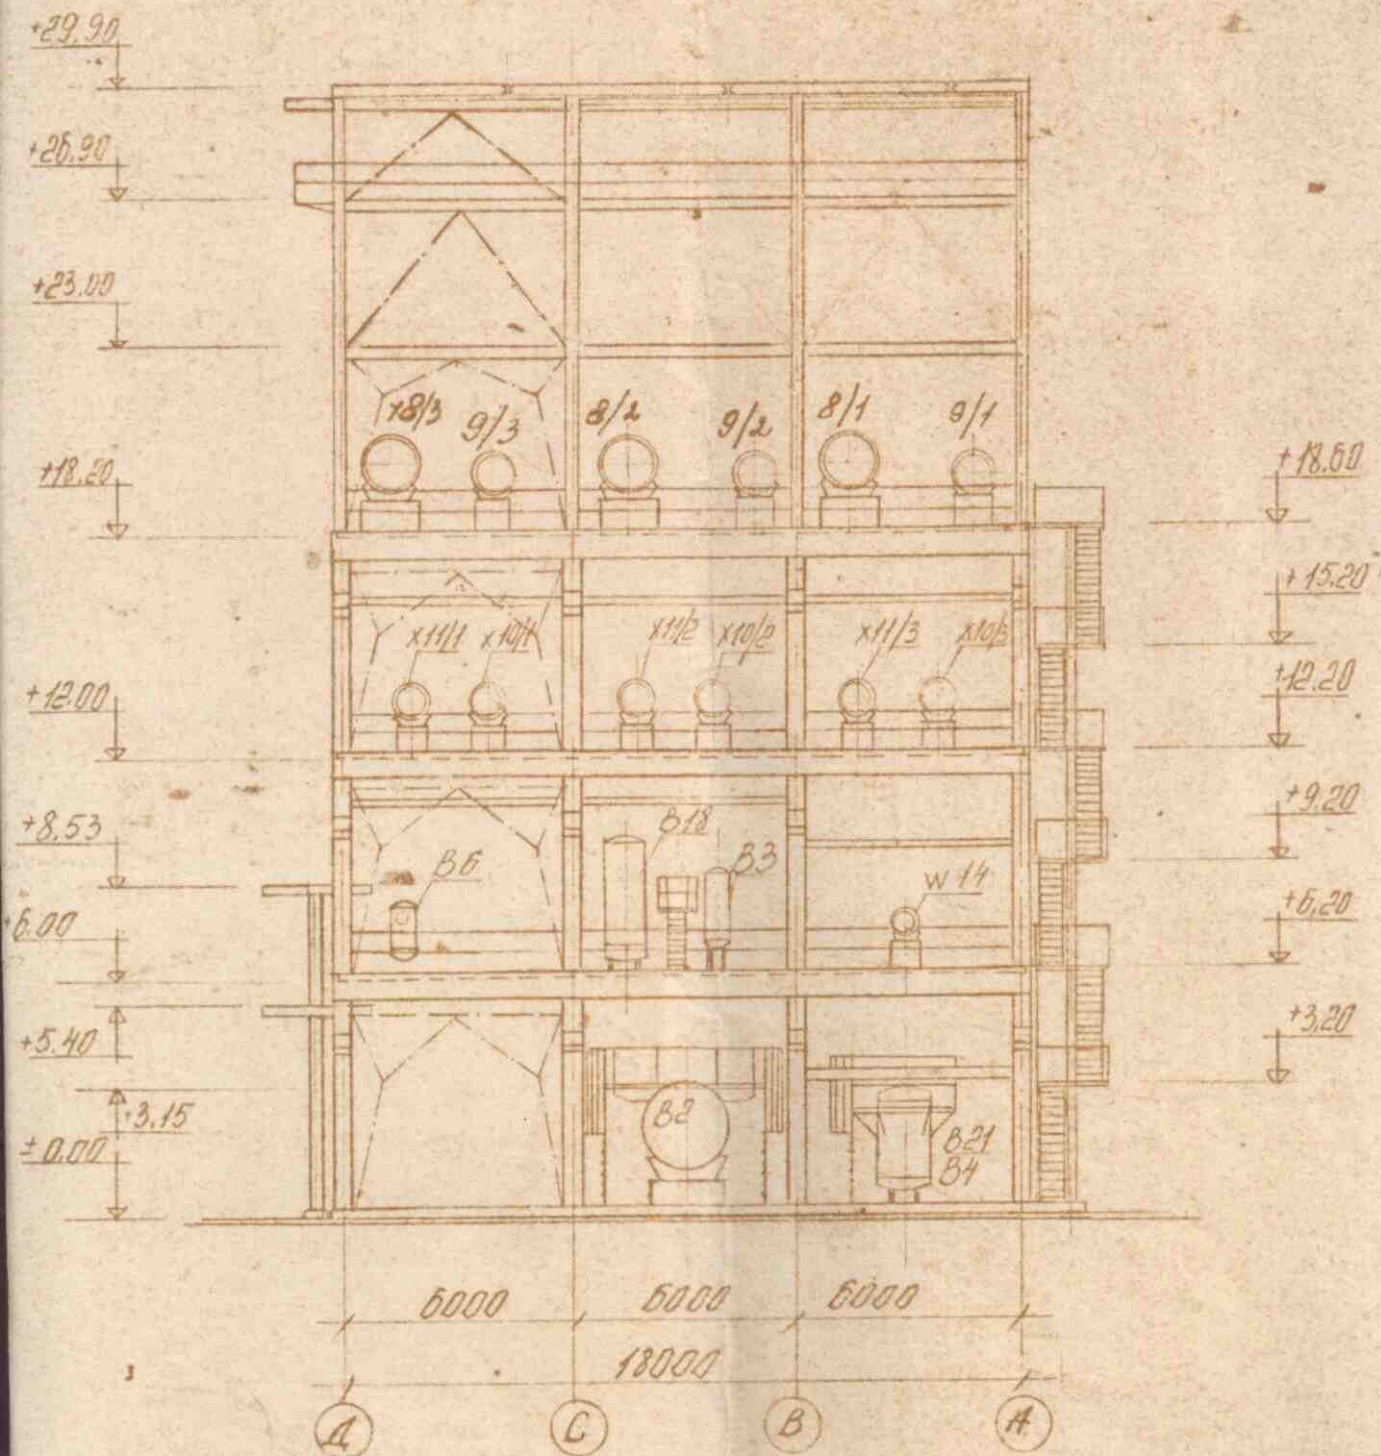 +29.90
+26.90
+23.00
+18.20
+12.00
+8.53
+6.00
+5.40
+3.15
±0.00
x8/3 9/3 8/2 9/2 8/1 9/1
x11/1 x10/1 x11/2 x10/2 x11/3 x10/3
B6 B18 B3 W 14
B2 B21
B4
+18.60
+15.20
+12.20
+9.20
+6.20
+3.20
6000 6000 6000
18000
Д С В А